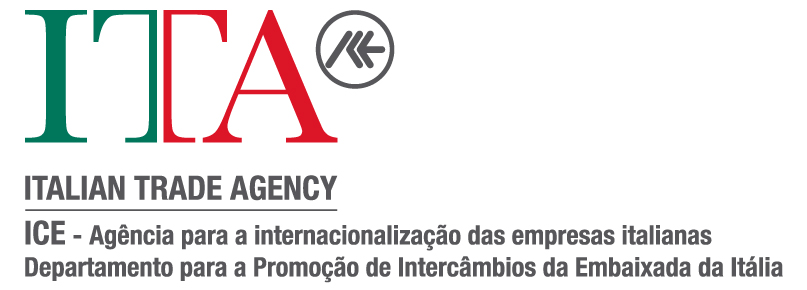 ITA
ITALIAN TRADE AGENCY
ICE - Agência para a internacionalização das empresas italianas
Departamento para a Promoção de Intercâmbios da Embaixada da Itália